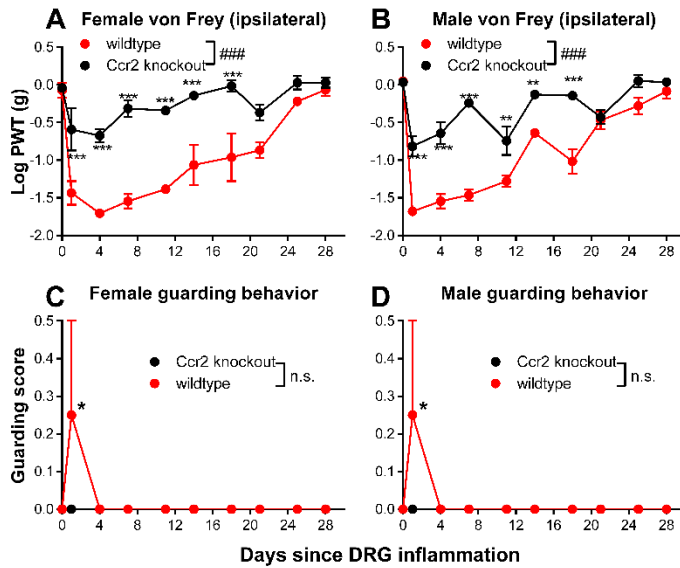 A Female von Frey (ipsilateral)
wildtype
Ccr2 knockout
###
Log PWT (g)
0.5
0.0
-0.5
-1.0
-1.5
-2.0
***
***
***
***
***
***
0 4 8 12 16 20 24 28
B Male von Frey (ipsilateral)
wildtype
Ccr2 knockout
###
0.5
0.0
-0.5
-1.0
-1.5
-2.0
***
***
***
**
**
***
0 4 8 12 16 20 24 28
C Female guarding behavior
Ccr2 knockout
wildtype
n.s.
Guarding score
0.5
0.4
0.3
0.2
0.1
0.0
*
0 4 8 12 16 20 24 28
D Male guarding behavior
Ccr2 knockout
wildtype
n.s.
0.5
0.4
0.3
0.2
0.1
0.0
*
0 4 8 12 16 20 24 28
Days since DRG inflammation